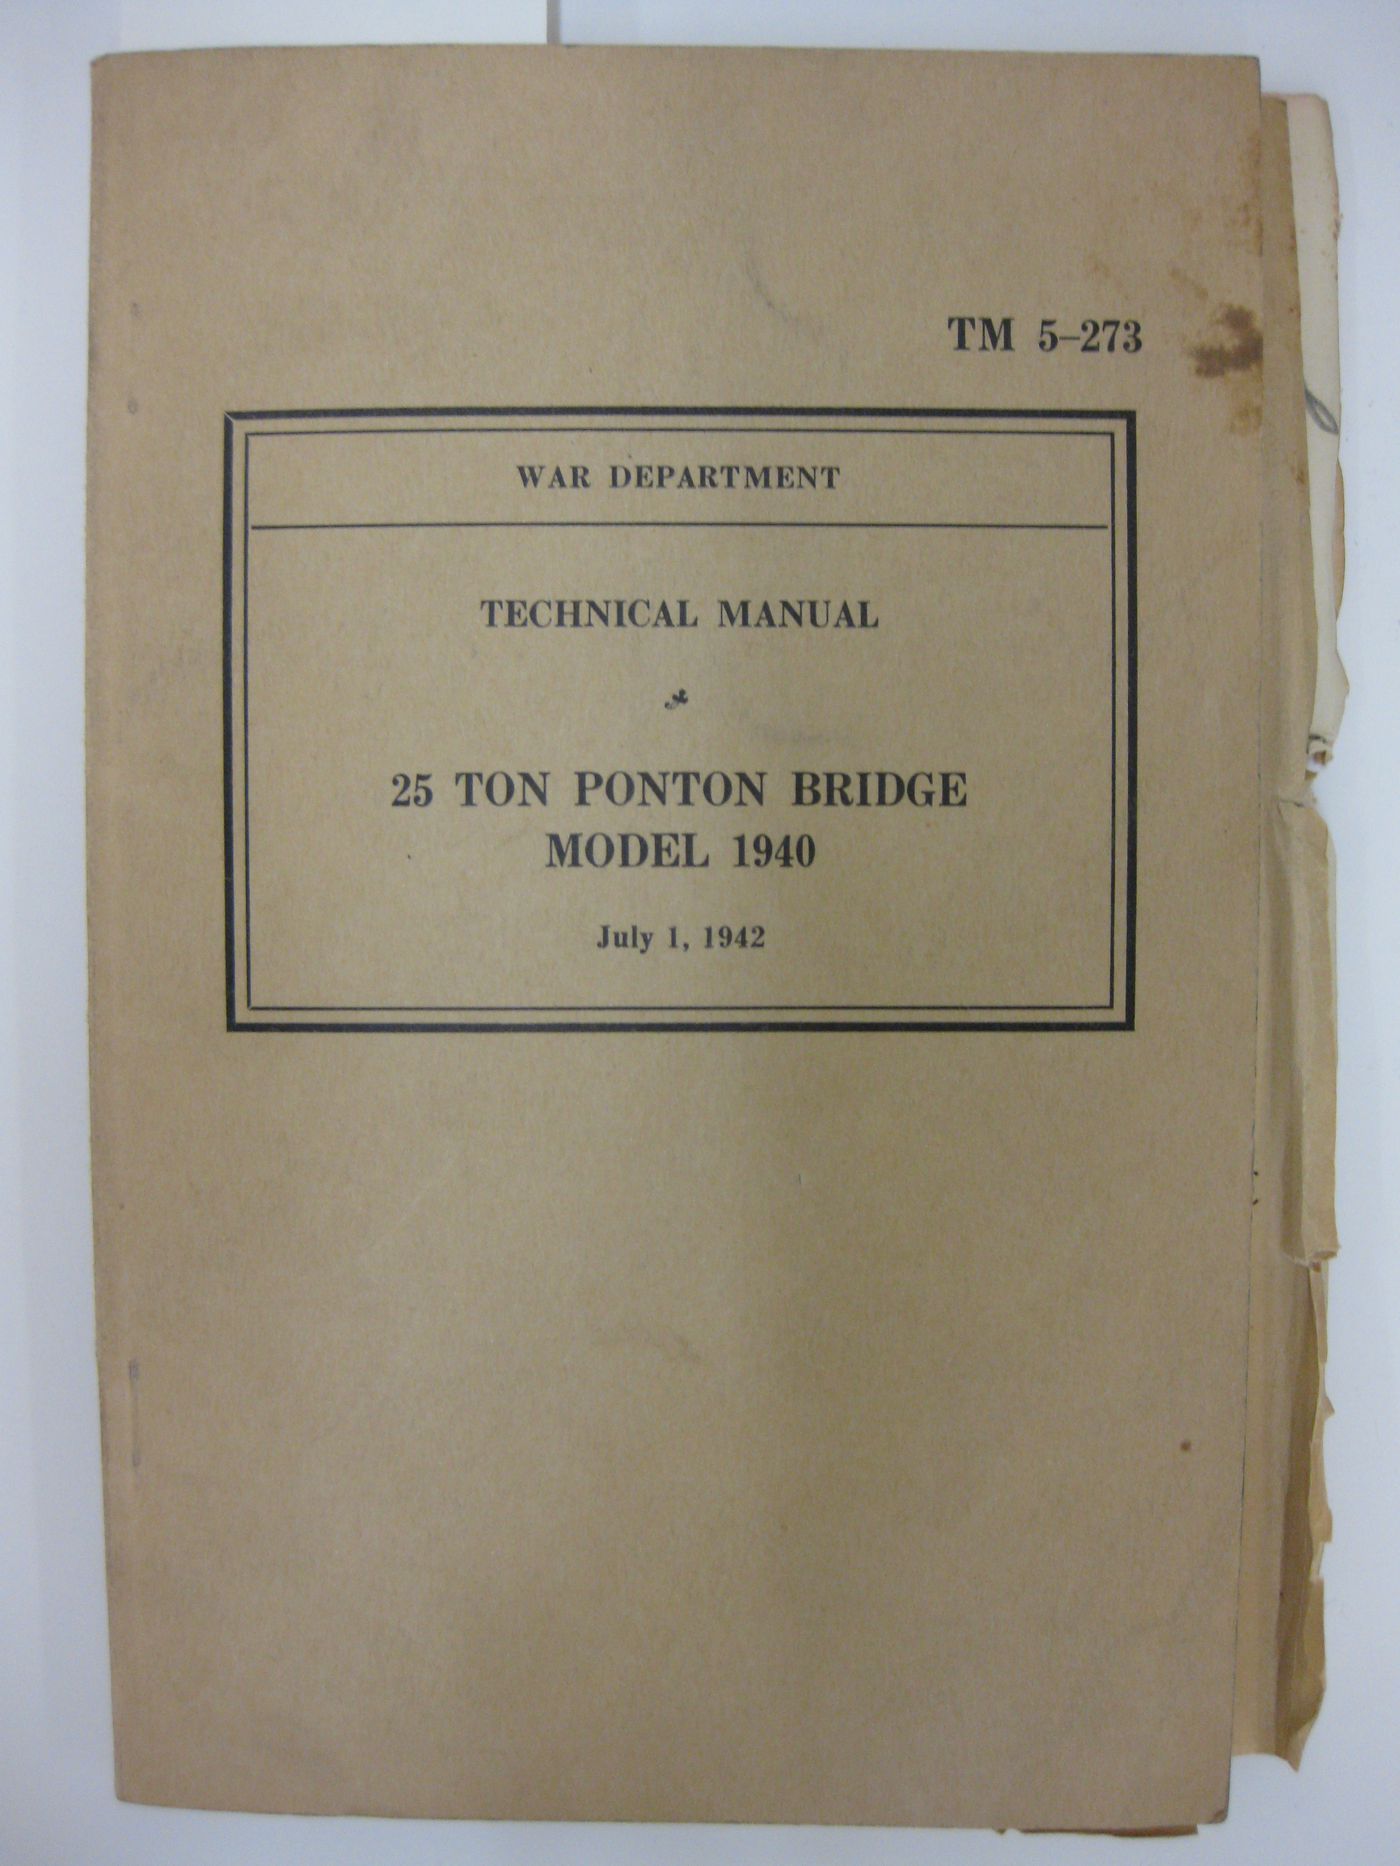 TM 5–273
WAR DEPARTMENT
TECHNICAL MANUAL
25 TON PONTON BRIDGE
MODEL 1940
July 1, 1942